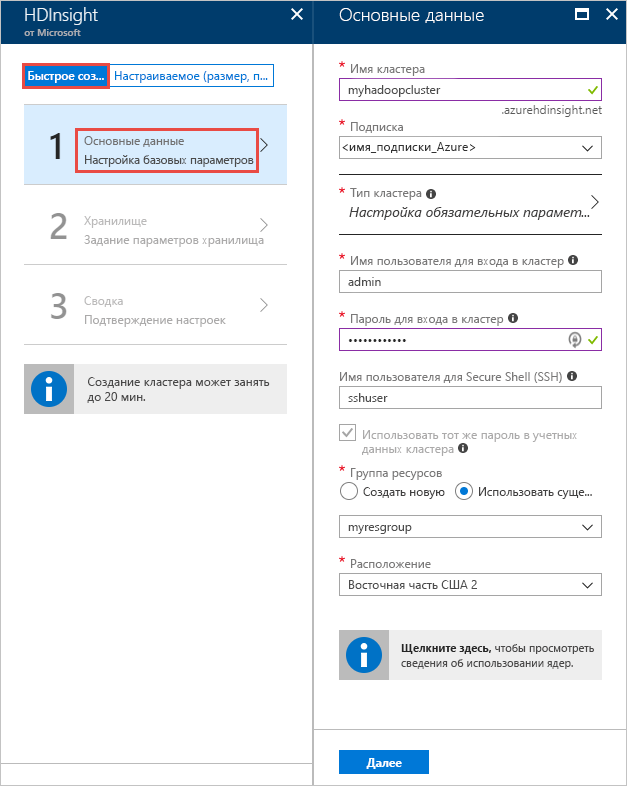 HDInsight
от Microsoft
Быстрое соз...
Настраиваемое (размер, п...
1
Основные данные
Настройка базовых параметров
2
Хранилище
Задание параметров хранилища
3
Сводка
Подтверждение настроек
Создание кластера может занять
до 20 мин.
Основные данные
* Имя кластера
myhadoopcluster
.azurehdinsight.net
* Подписка
<имя_подписки_Azure>
* Тип кластера
Настройка обязательных парамет...
* Имя пользователя для входа в кластер
admin
* Пароль для входа в кластер
••••••••••••
Имя пользователя для Secure Shell (SSH)
sshuser
Использовать тот же пароль в учетных
данных кластера
* Группа ресурсов
Создать новую
Использовать суще...
myresgroup
* Расположение
Восточная часть США 2
Щелкните здесь, чтобы просмотреть
сведения об использовании ядер.
Далее